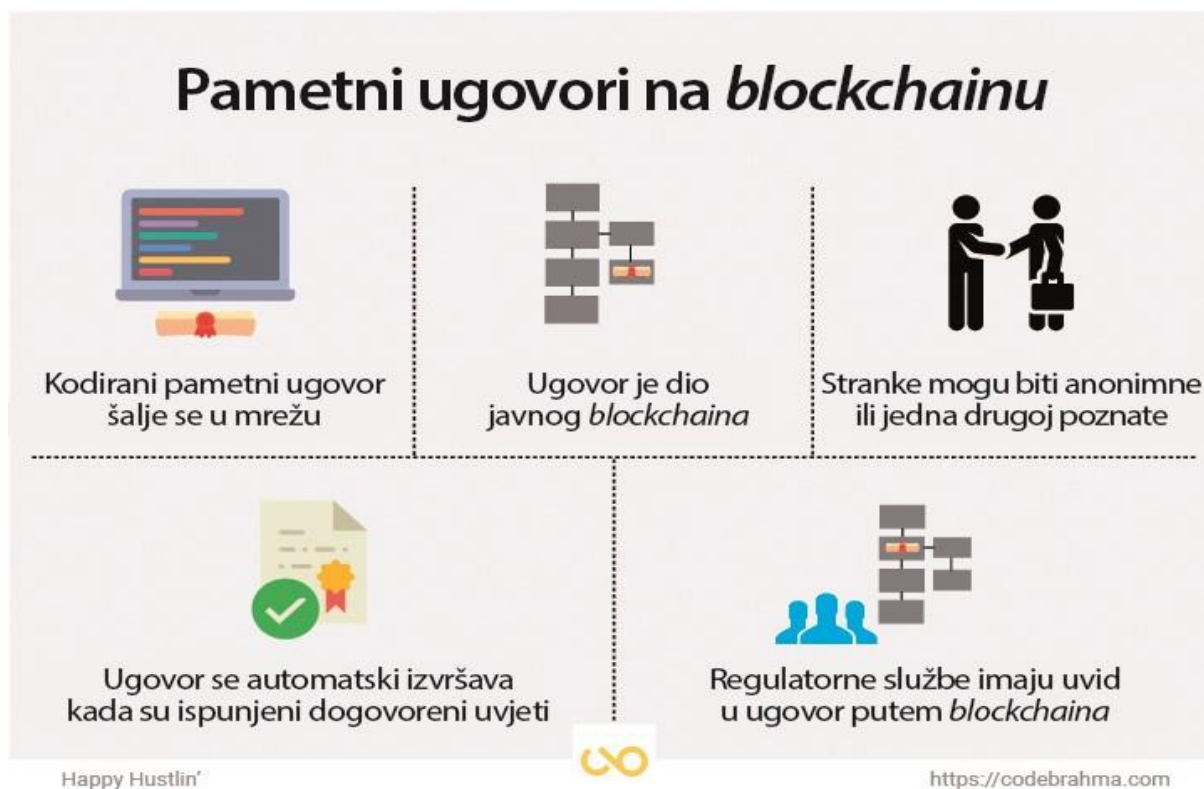 Pametni ugovori na blockchainu
Kodirani pametni ugovor
šalje se u mrežu
Ugovor je dio
javnog blockchaina
Stranke mogu biti anonimne
ili jedna drugoj poznate
Ugovor se automatski izvršava
kada su ispunjeni dogovoreni uvjeti
Regulatorne službe imaju uvid
u ugovor putem blockchaina
Happy Hustlin'
https://codebrahma.com